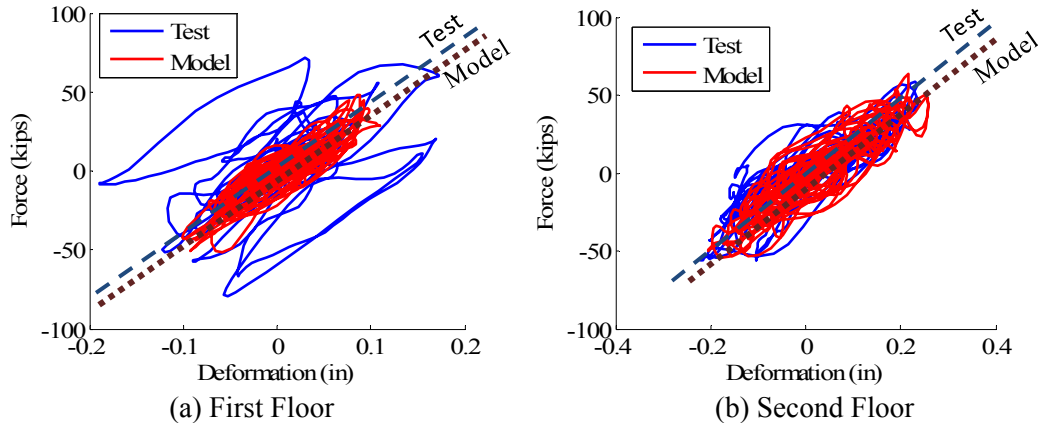 Test
Model
Test
Model
Force (kips)
100
50
0
-50
-100
-0.2
-0.1
0
0.1
0.2
Deformation (in)
(a) First Floor
Test
Model
Test
Model
Force (kips)
100
50
0
-50
-100
-0.4
-0.2
0
0.2
0.4
Deformation (in)
(b) Second Floor